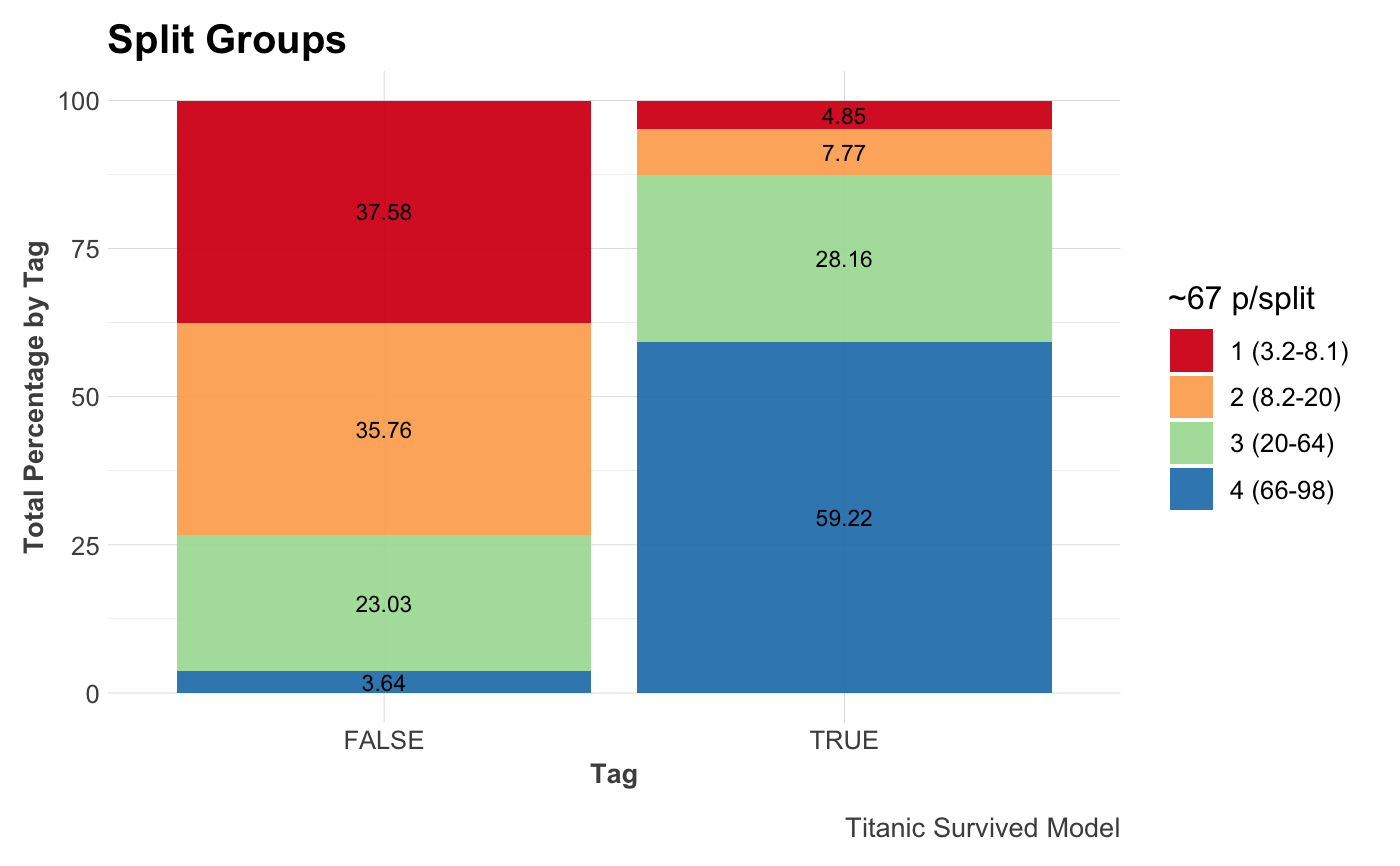 Split Groups
100
75
50
25
0
Total Percentage by Tag
37.58
35.76
23.03
3.64
4.85
7.77
28.16
59.22
FALSE
TRUE
Tag
~67 p/split
1 (3.2-8.1)
2 (8.2-20)
3 (20-64)
4 (66-98)
Titanic Survived Model